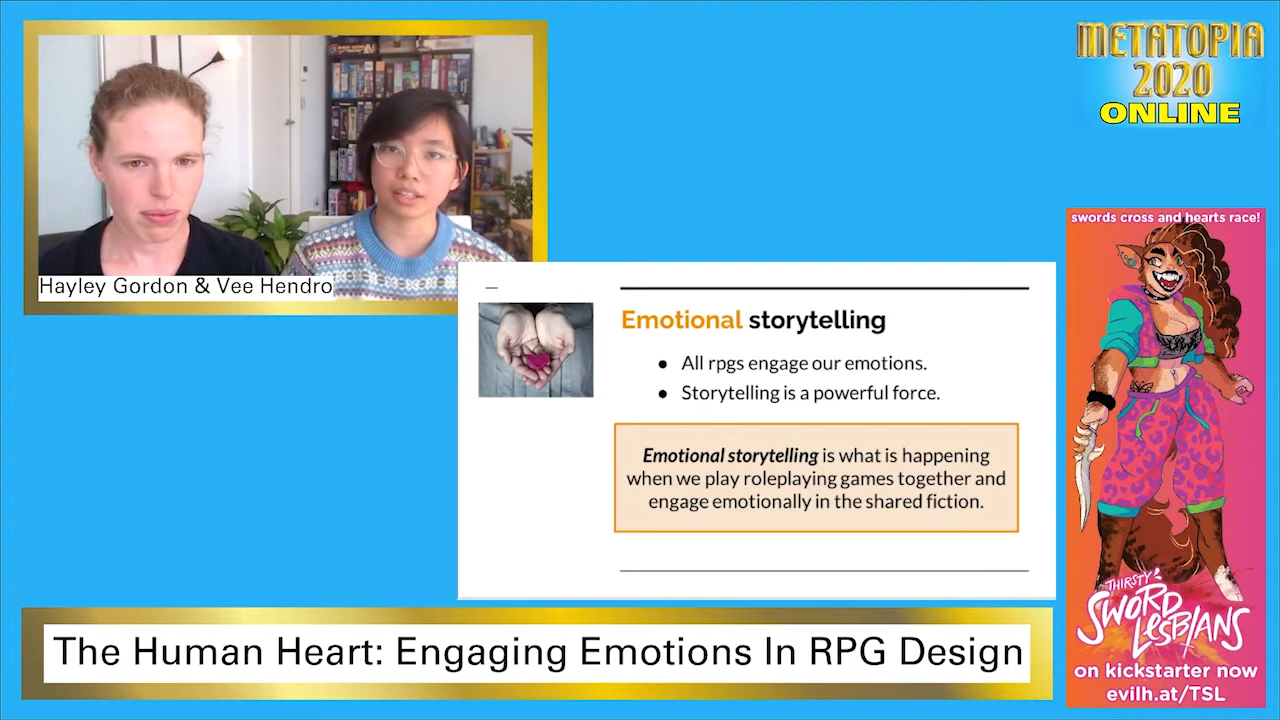 METATOPIA
2020
ONLINE
Hayley Gordon & Vee Hendro
Emotional storytelling
All rpgs engage our emotions.
Storytelling is a powerful force.
Emotional storytelling is what is happening
when we play roleplaying games together and
engage emotionally in the shared fiction.
The Human Heart: Engaging Emotions In RPG Design
swords cross and hearts race!
THIRSTY
SWORD
LESBIANS
on kickstarter now
evilh.at/TSL